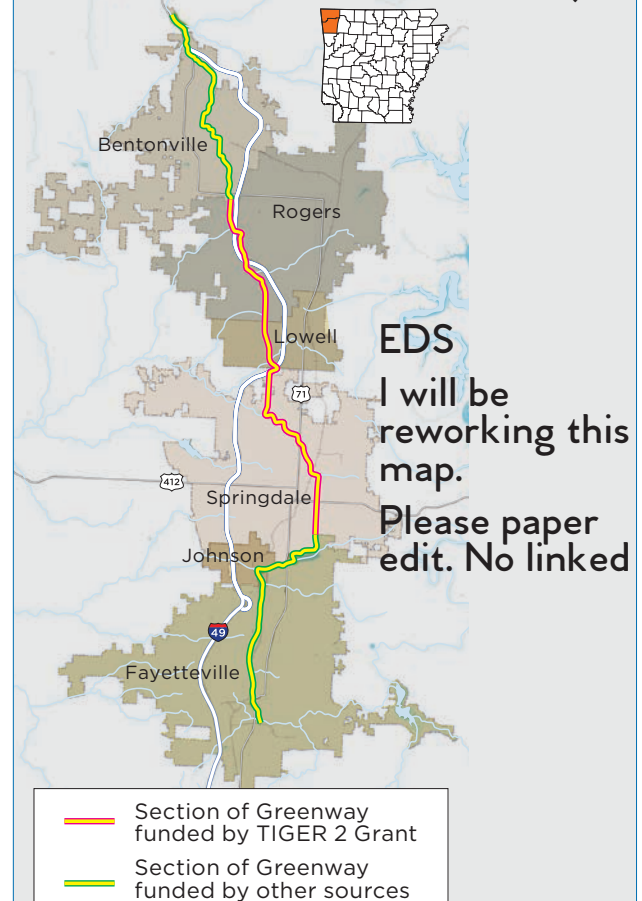 Bentonville
Rogers
Lowell
EDS
I will be
reworking this
map.
71
412
Springdale
Please paper
edit. No linked
Johnson
49
Fayetteville
Section of Greenway
funded by TIGER 2 Grant
Section of Greenway
funded by other sources